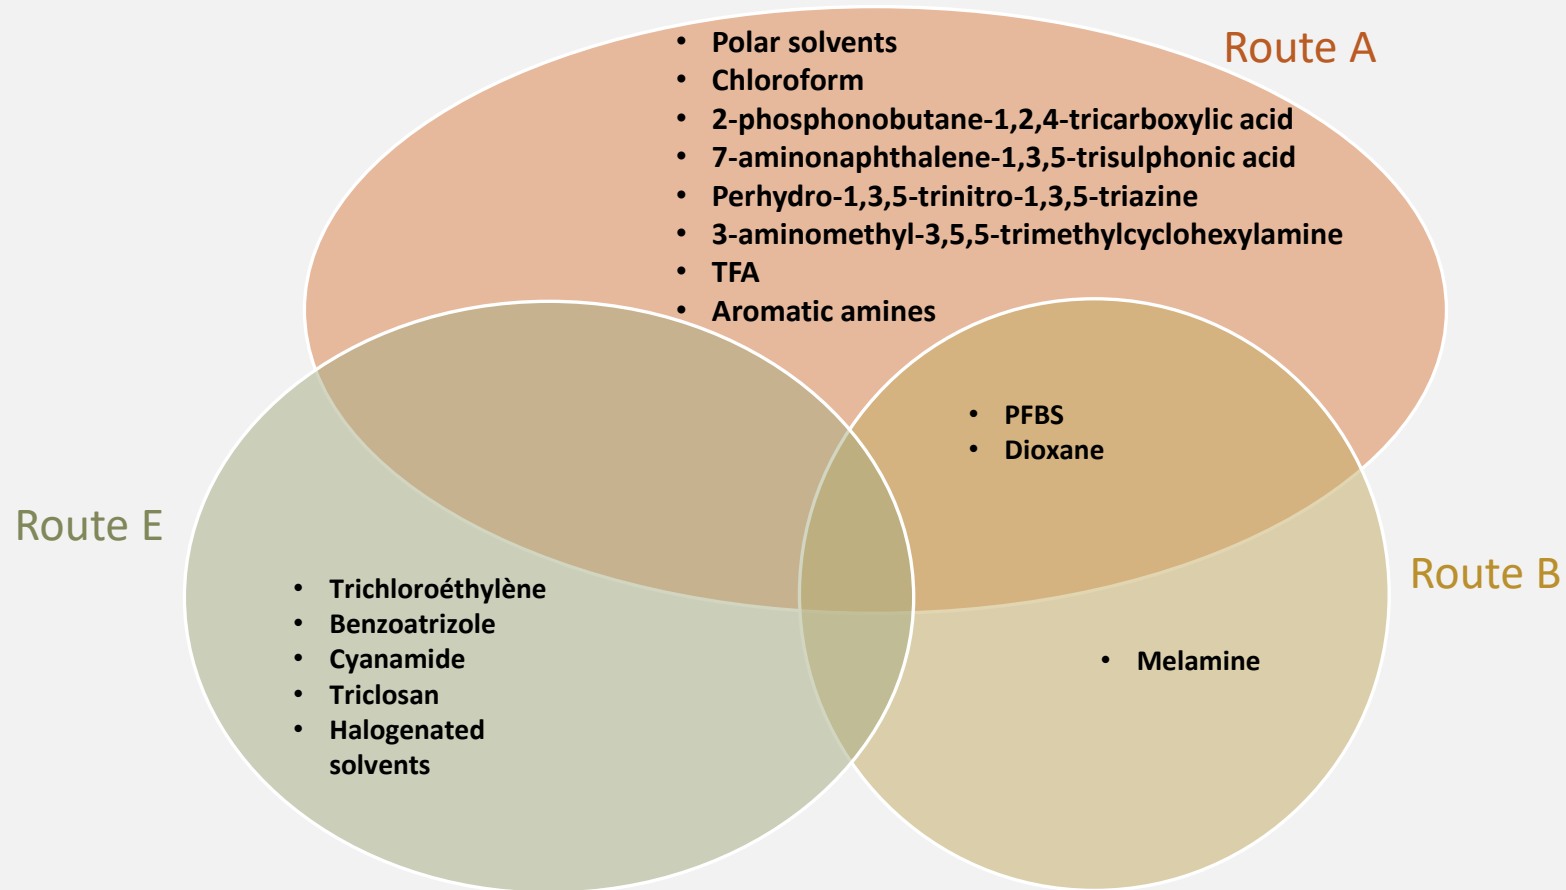 Route A
• Polar solvents
• Chloroform
• 2-phosphonobutane-1,2,4-tricarboxylic acid
• 7-aminonaphthalene-1,3,5-trisulphonic acid
• Perhydro-1,3,5-trinitro-1,3,5-triazine
• 3-aminomethyl-3,5,5-trimethylcyclohexylamine
• TFA
• Aromatic amines
• PFBS
• Dioxane
Route E
• Trichloroéthylène
• Benzoatrizole
• Cyanamide
• Triclosan
• Halogenated
solvents
Route B
• Melamine